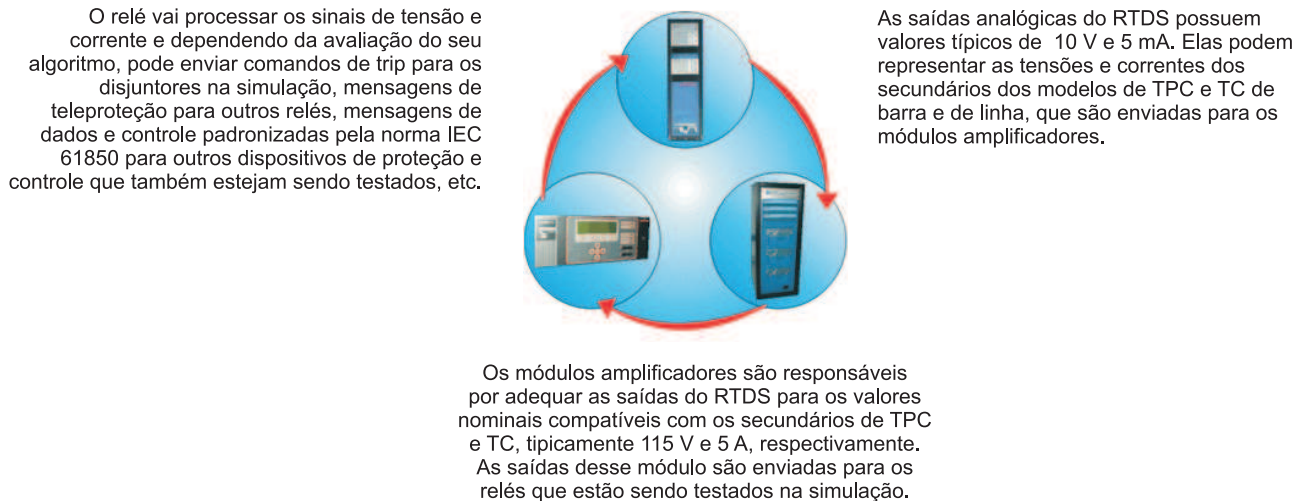 O relé vai processar os sinais de tensão e
corrente e dependendo da avaliação do seu
algoritmo, pode enviar comandos de trip para os
disjuntores na simulação, mensagens de
teleproteção para outros relés, mensagens de
dados e controle padronizadas pela norma IEC
61850 para outros dispositivos de proteção e
controle que também estejam sendo testados, etc.
As saídas analógicas do RTDS possuem
valores típicos de 10 V e 5 mA. Elas podem
representar as tensões e correntes dos
secundários dos modelos de TPC e TC de
barra e de linha, que são enviadas para os
módulos amplificadores.
Os módulos amplificadores são responsáveis
por adequar as saídas do RTDS para os valores
nominais compatíveis com os secundários de TPC
e TC, tipicamente 115 V e 5 A, respectivamente.
As saídas desse módulo são enviadas para os
relés que estão sendo testados na simulação.